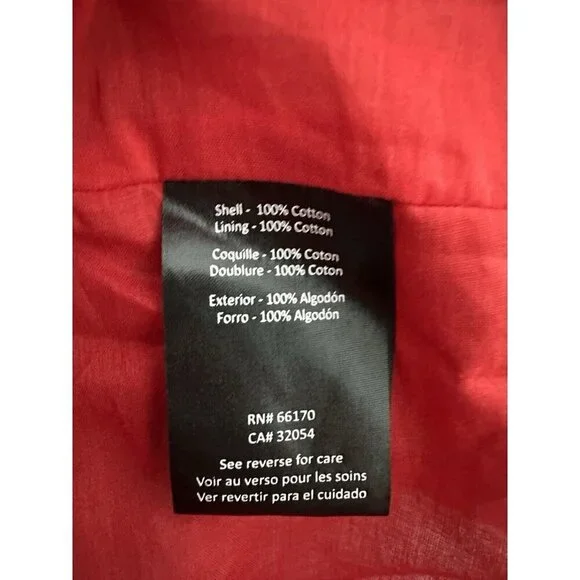 Shell - 100% Cotton
Lining - 100% Cotton
Coquille - 100% Coton
Doublure - 100% Coton
Exterior - 100% Algodón
Forro - 100% Algodón
RN# 66170
CA# 32054
See reverse for care
Voir au verso pour les soins
Ver revertir para el cuidado